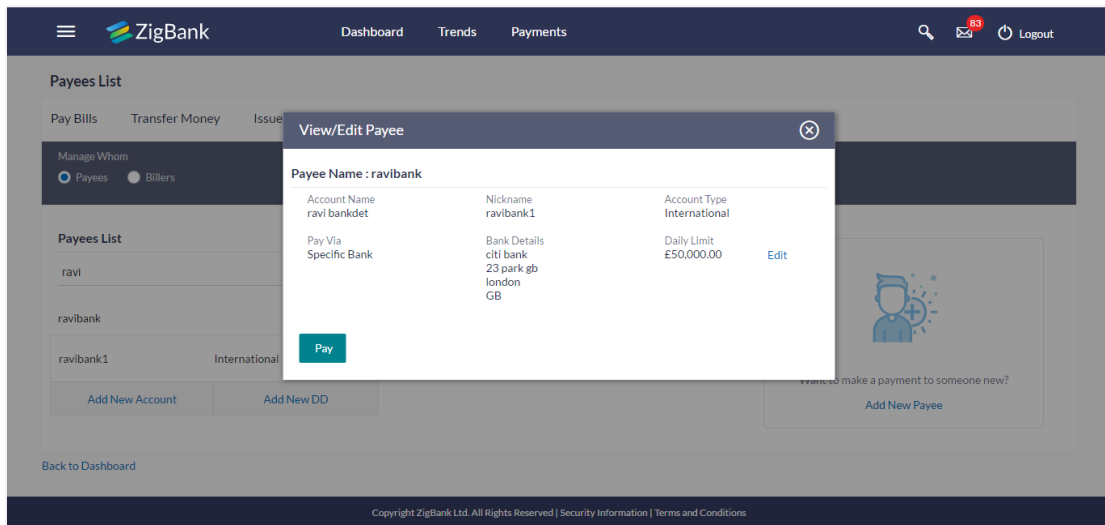 ZigBank
Dashboard Trends Payments
83
Logout
Payees List
Pay Bills Transfer Money Issue
Manage Whom
Payees Billers
Payees List
ravi
ravibank
ravibank1 International
Add New Account Add New DD
View/Edit Payee
Payee Name : ravibank
Account Name Nickname Account Type
ravi bankdet ravibank1 International
Pay Via Bank Details Daily Limit
Specific Bank citi bank £50,000.00 Edit
23 park gb
london
GB
Pay
Want to make a payment to someone new?
Add New Payee
Back to Dashboard
Copyright ZigBank Ltd. All Rights Reserved | Security Information | Terms and Conditions